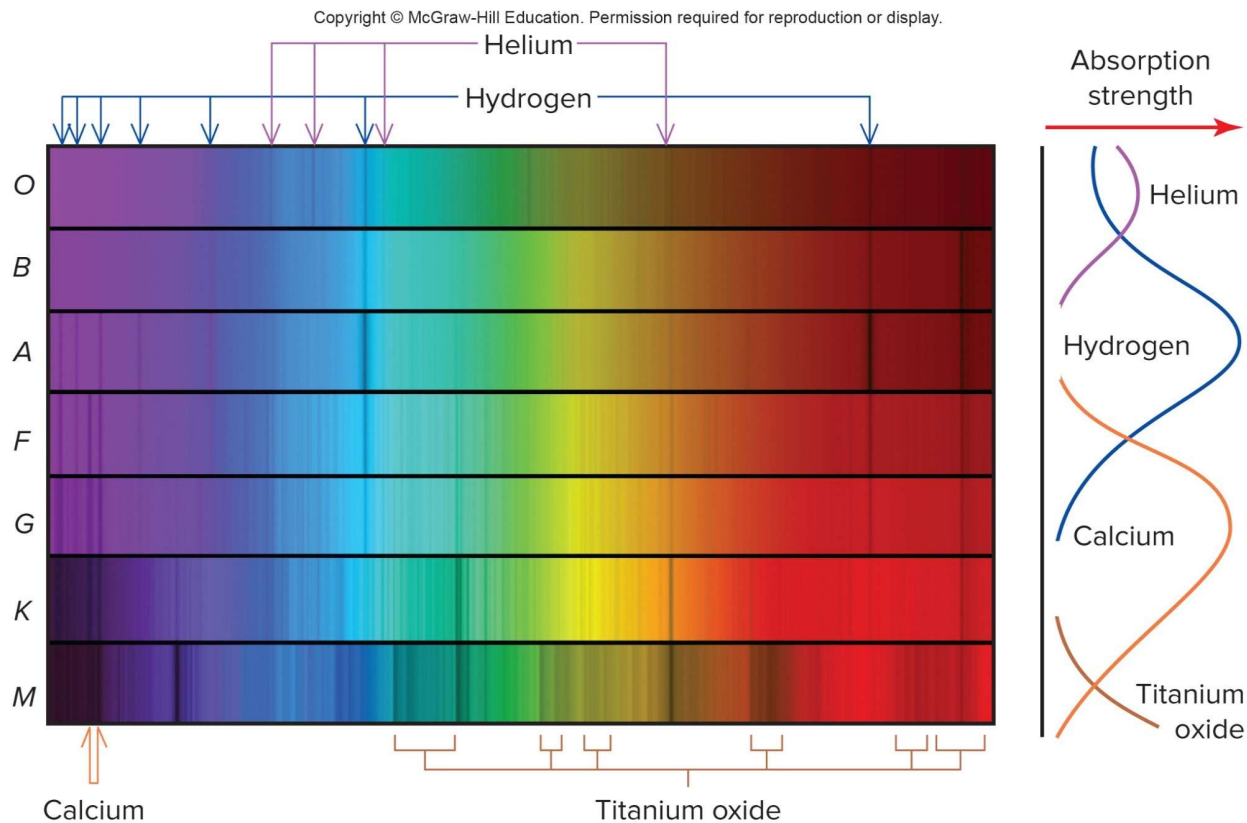 Copyright © McGraw-Hill Education. Permission required for reproduction or display.
Helium
Hydrogen
Absorption
strength
O
B
A
F
G
K
M
Helium
Hydrogen
Calcium
Titanium
oxide
Calcium
Titanium oxide